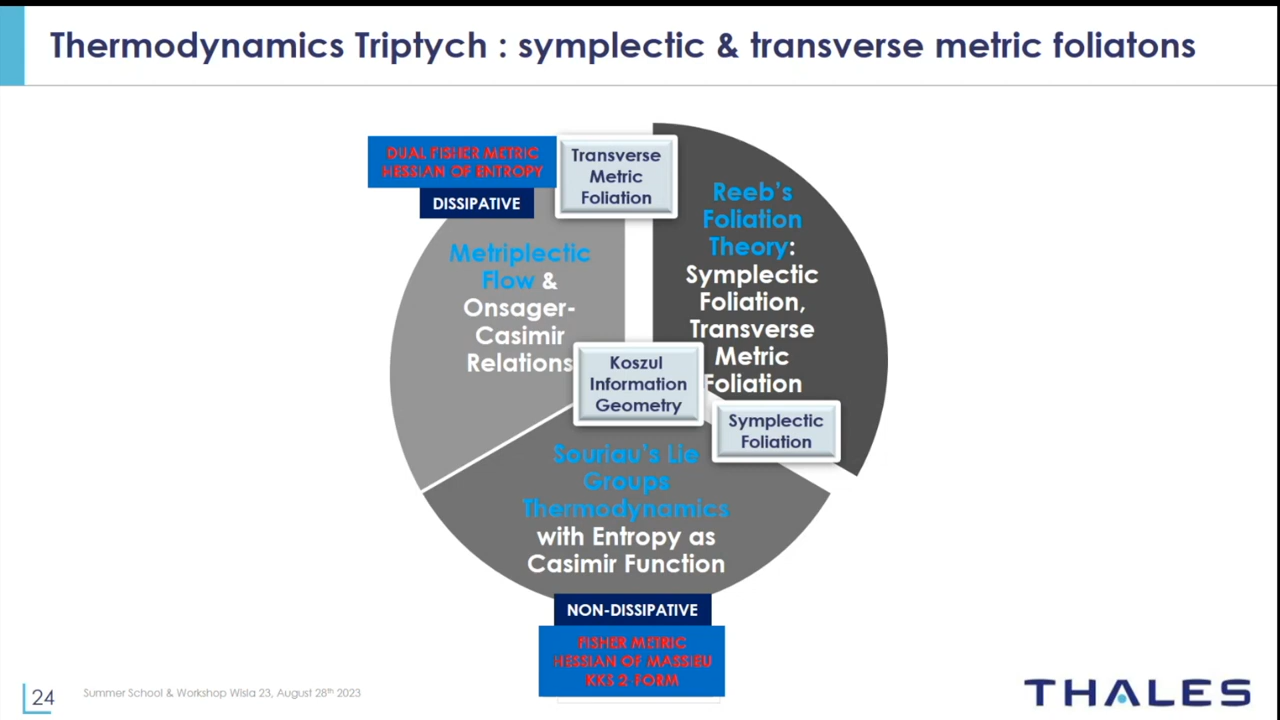 Thermodynamics Triptych : symplectic & transverse metric foliatons
DUAL FISHER METRIC
HESSIAN OF ENTROPY
DISSIPATIVE
Transverse
Metric
Foliation
Metriplectic
Flow &
Onsager-
Casimir
Relations
Reeb's
Foliation
Theory:
Symplectic
Foliation,
Transverse
Metric
Foliation
Koszul
Information
Geometry
Symplectic
Foliation
Souriau's Lie
Groups
Thermodynamics
with Entropy as
Casimir Function
NON-DISSIPATIVE
FISHER METRIC
HESSIAN OF MASSIEU
KKS 2-FORM
24
Summer School & Workshop Wisla 23, August 28th 2023
THALES